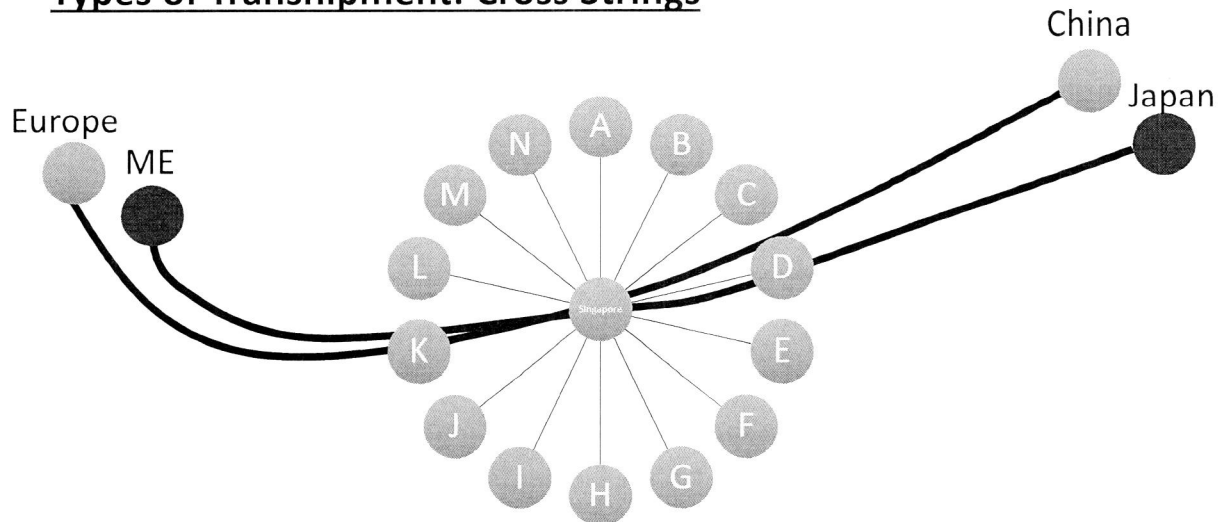 Types of Transhipment: Cross Strings
China
Japan
Europe
ME
A
B
C
D
E
F
G
H
I
J
K
L
M
N
Singapore